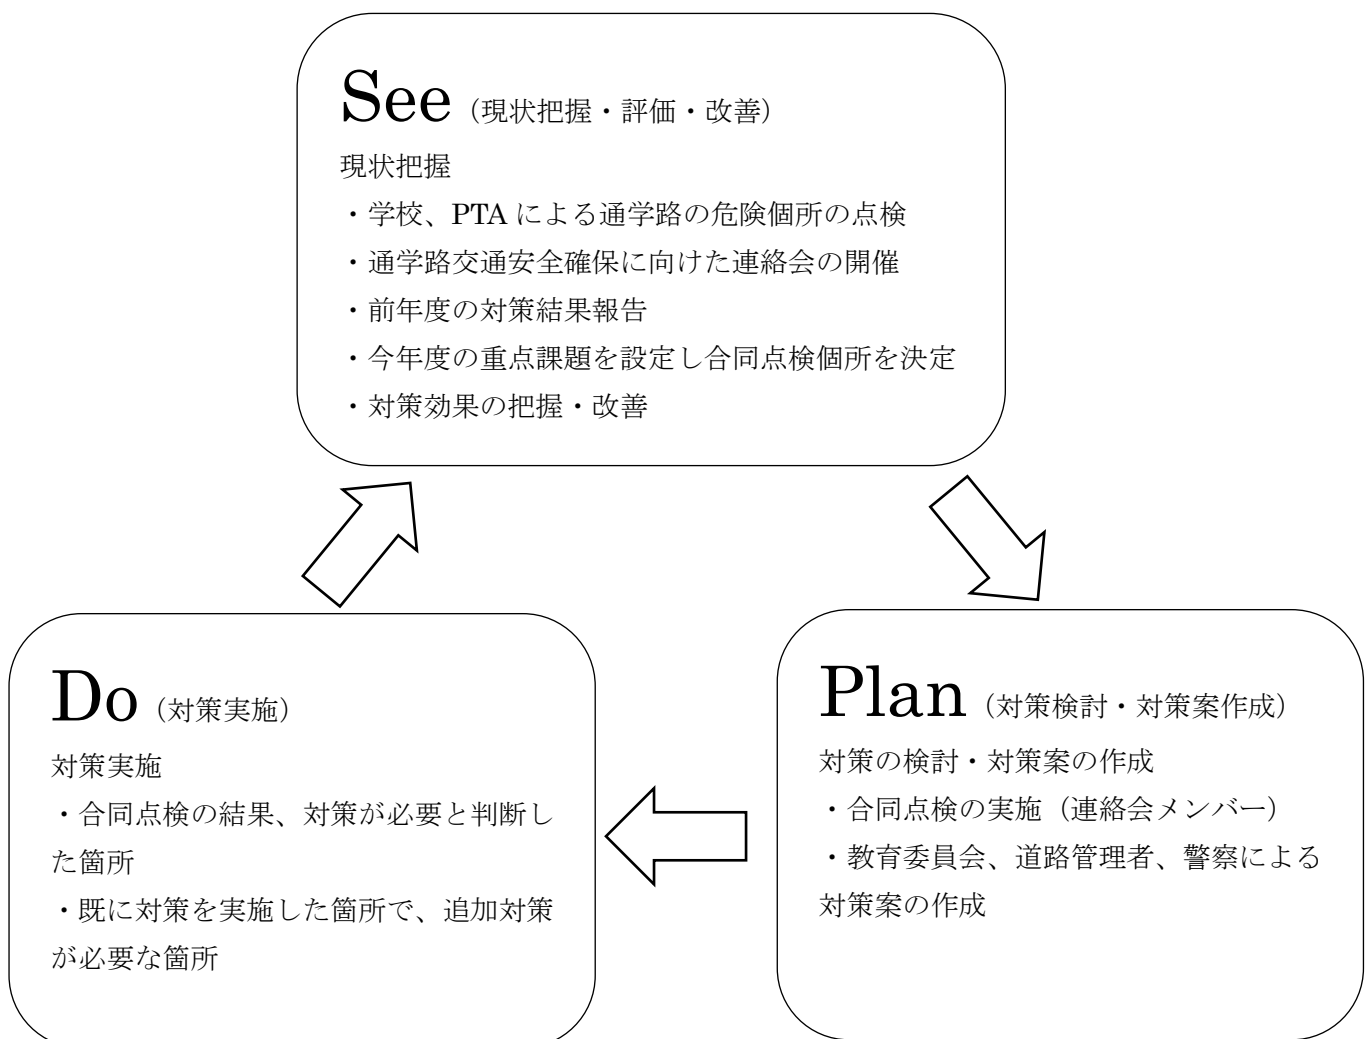 See（現状把握・評価・改善）
現状把握
・学校、PTA による通学路の危険個所の点検
・通学路交通安全確保に向けた連絡会の開催
・前年度の対策結果報告
・今年度の重点課題を設定し合同点検個所を決定
・対策効果の把握・改善
Plan（対策検討・対策案作成）
対策の検討・対策案の作成
・合同点検の実施（連絡会メンバー）
・教育委員会、道路管理者、警察による
対策案の作成
Do（対策実施）
対策実施
・合同点検の結果、対策が必要と判断し
た箇所
・既に対策を実施した箇所で、追加対策
が必要な箇所